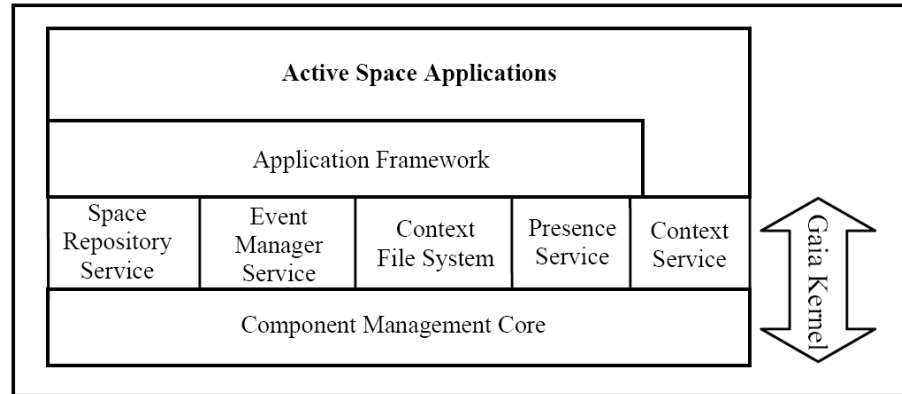 Active Space Applications
Application Framework
Space
Repository
Service
Event
Manager
Service
Context
File System
Presence
Service
Context
Service
Gaia Kernel
Component Management Core